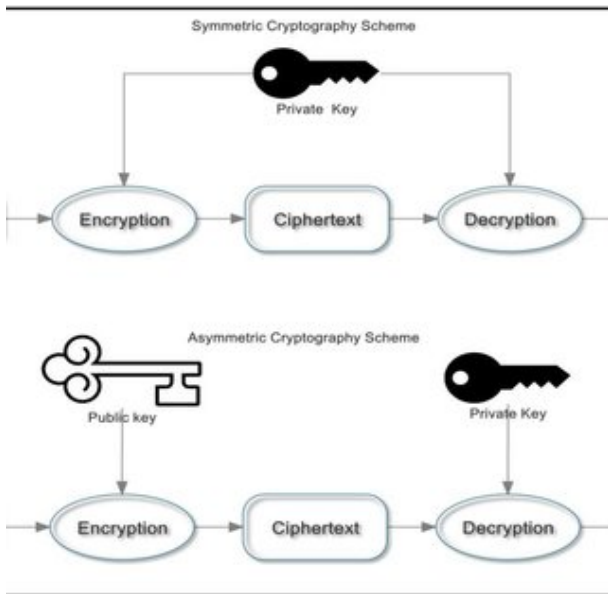 Symmetric Cryptography Scheme
Private Key
Encryption
Ciphertext
Decryption
Asymmetric Cryptography Scheme
Public key
Private Key
Encryption
Ciphertext
Decryption